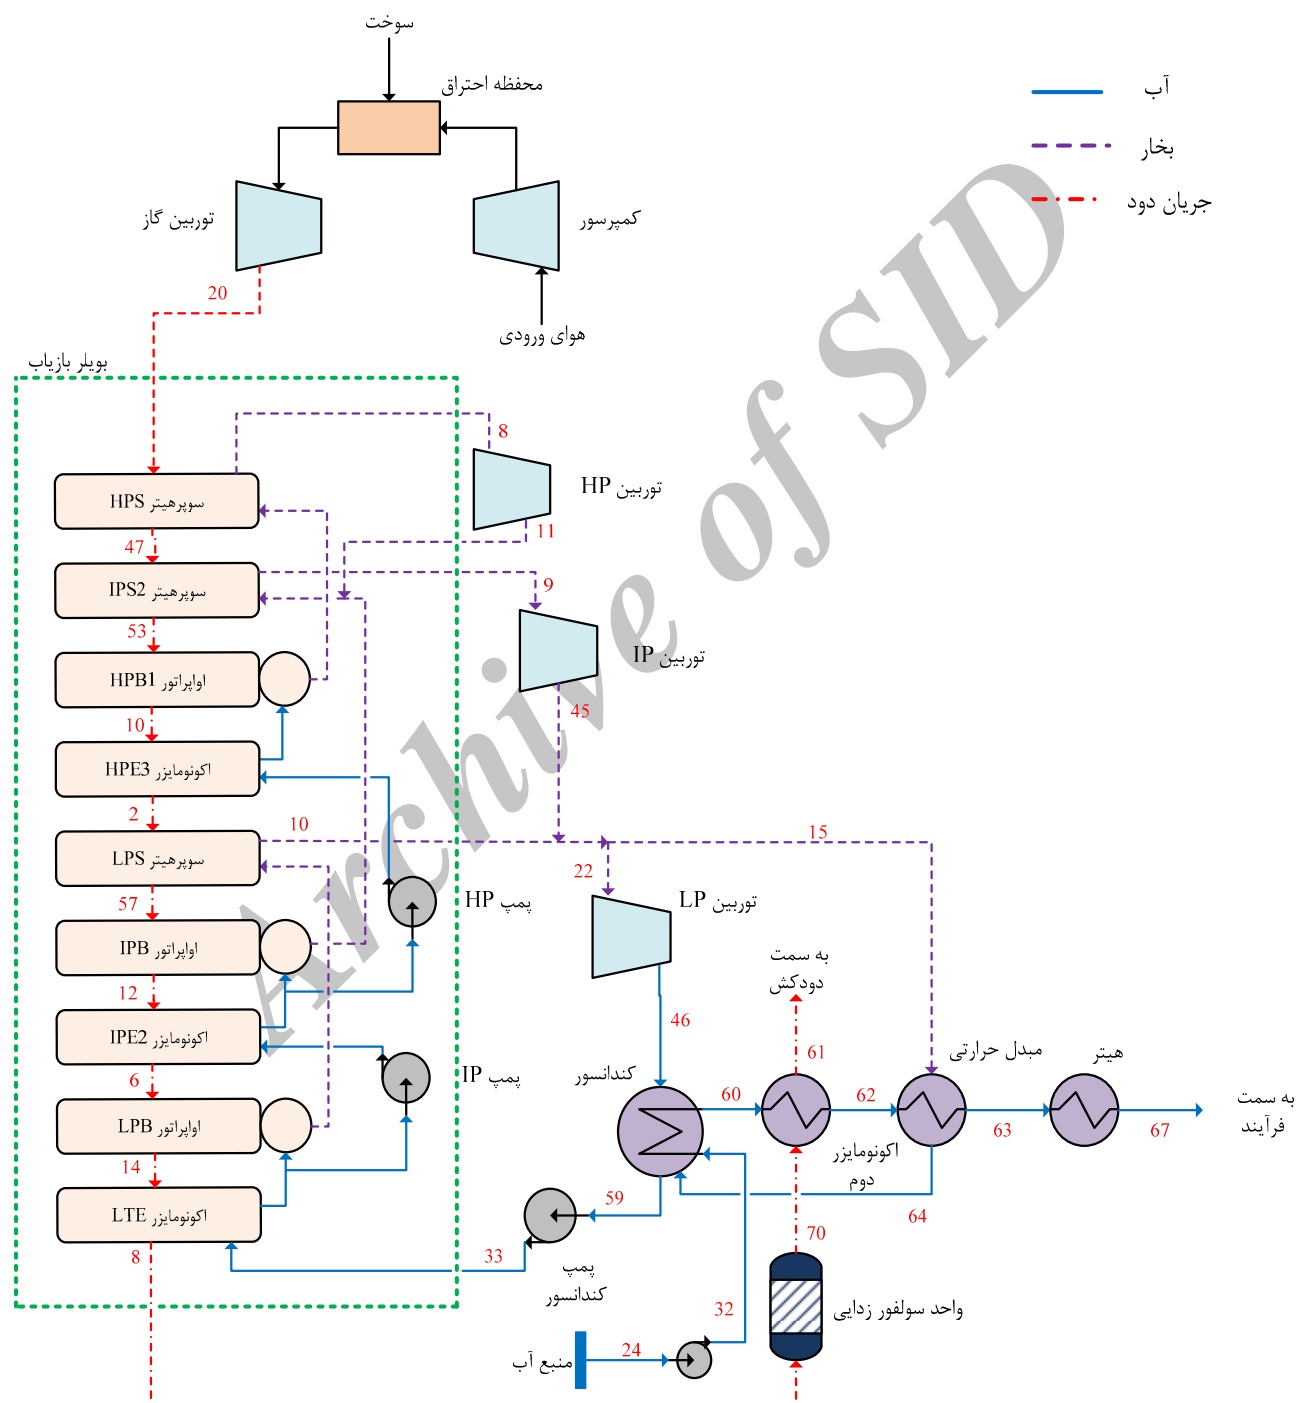 سوخت
محفظه احتراق
آب
بخار
جریان دود
توربین گاز
کمپرسور
20
هوای ورودی
بویلر بازیاب
8
سوپرهیتر HPS
توربین HP
11
47
سوپرهیتر IPS2
9
53
توربین IP
اواپراتور HPB1
45
10
اکونومایزر HPE3
2
10
15
سوپرهیتر LPS
22
57
پمپ HP
توربین LP
اواپراتور IPB
به سمت
دودکش
12
46
اکونومایزر IPE2
61
مبدل حرارتی
هیتر
6
پمپ IP
کندانسور
60
62
63
67
به سمت
فرآیند
اواپراتور LPB
اکونومایزر
دوم
14
59
64
اکونومایزر LTE
70
8
33
پمپ
کندانسور
32
واحد سولفور زدایی
24
منبع آب
Archive of SID